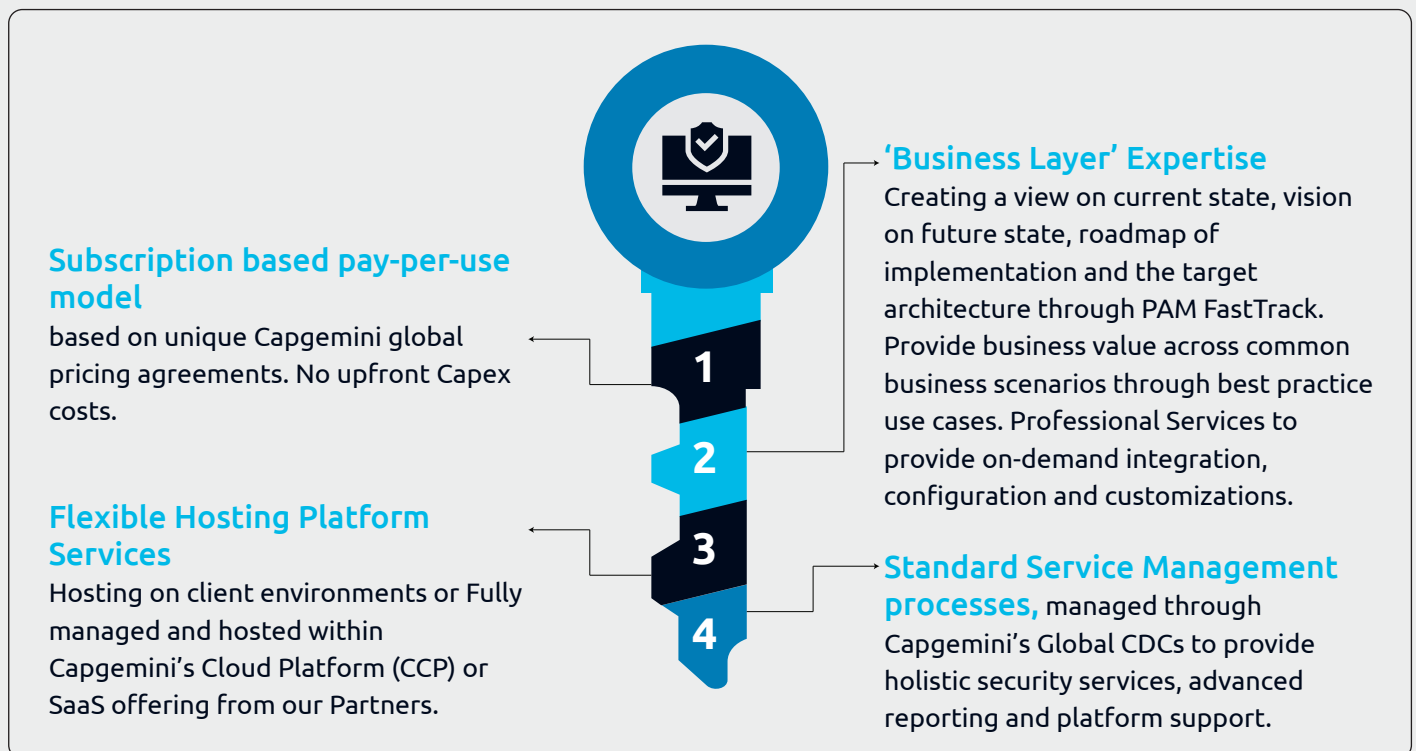 Subscription based pay-per-use
model
based on unique Capgemini global
pricing agreements. No upfront Capex
costs.
Flexible Hosting Platform
Services
Hosting on client environments or Fully
managed and hosted within
Capgemini’s Cloud Platform (CCP) or
SaaS offering from our Partners.
1
2
3
4
‘Business Layer’ Expertise
Creating a view on current state, vision
on future state, roadmap of
implementation and the target
architecture through PAM FastTrack.
Provide business value across common
business scenarios through best practice
use cases. Professional Services to
provide on-demand integration,
configuration and customizations.
Standard Service Management
processes, managed through
Capgemini’s Global CDCs to provide
holistic security services, advanced
reporting and platform support.